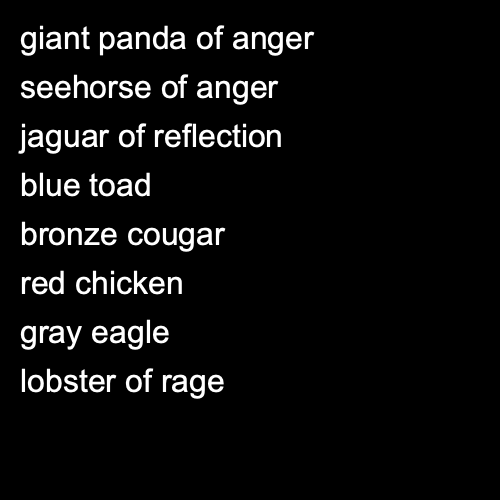 giant panda of anger
seehorse of anger
jaguar of reflection
blue toad
bronze cougar
red chicken
gray eagle
lobster of rage